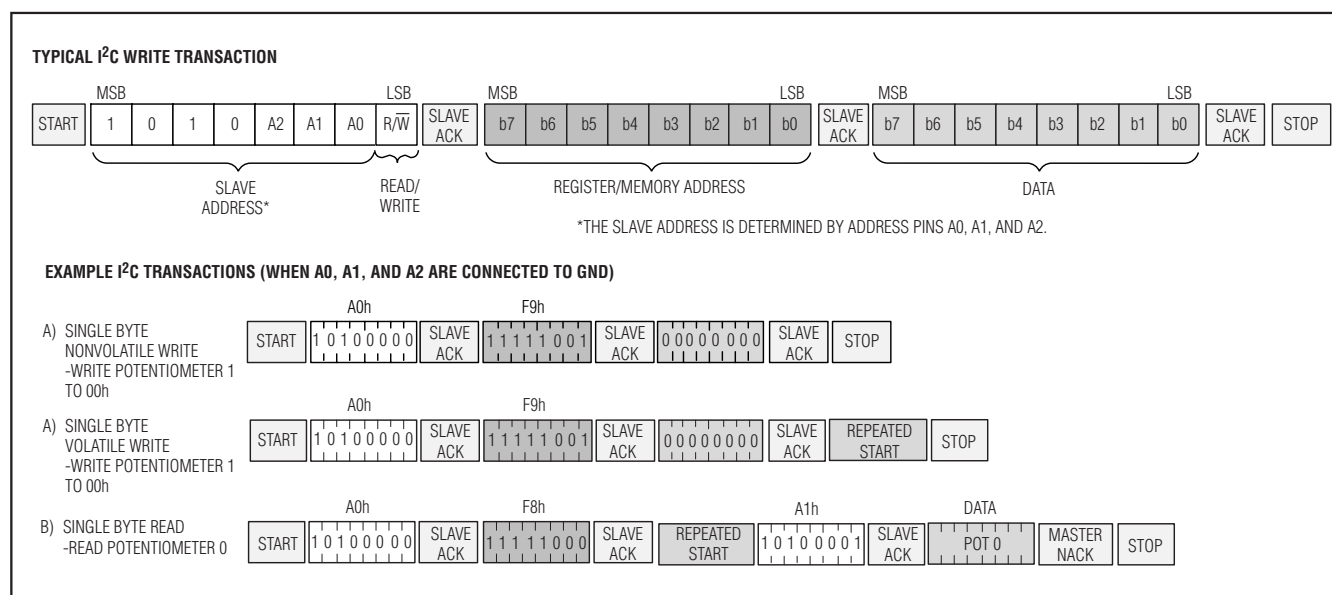 TYPICAL I²C WRITE TRANSACTION
MSB LSB MSB LSB MSB LSB
START 1 0 1 0 A2 A1 A0 R/W̅ SLAVE ACK b7 b6 b5 b4 b3 b2 b1 b0 SLAVE ACK b7 b6 b5 b4 b3 b2 b1 b0 SLAVE ACK STOP
SLAVE ADDRESS* READ/WRITE REGISTER/MEMORY ADDRESS DATA
*THE SLAVE ADDRESS IS DETERMINED BY ADDRESS PINS A0, A1, AND A2.
EXAMPLE I²C TRANSACTIONS (WHEN A0, A1, AND A2 ARE CONNECTED TO GND)
A0h F9h
A) SINGLE BYTE
NONVOLATILE WRITE
-WRITE POTENTIOMETER 1
TO 00h
START 1 0 1 0 0 0 0 0 SLAVE ACK 1 1 1 1 1 0 0 1 SLAVE ACK 0 0 0 0 0 0 0 0 SLAVE ACK STOP
A0h F9h
A) SINGLE BYTE
VOLATILE WRITE
-WRITE POTENTIOMETER 1
TO 00h
START 1 0 1 0 0 0 0 0 SLAVE ACK 1 1 1 1 1 0 0 1 SLAVE ACK 0 0 0 0 0 0 0 0 SLAVE ACK REPEATED START STOP
A0h F8h A1h DATA
B) SINGLE BYTE READ
-READ POTENTIOMETER 0
START 1 0 1 0 0 0 0 0 SLAVE ACK 1 1 1 1 1 0 0 0 SLAVE ACK REPEATED START 1 0 1 0 0 0 0 1 SLAVE ACK POT 0 MASTER NACK STOP